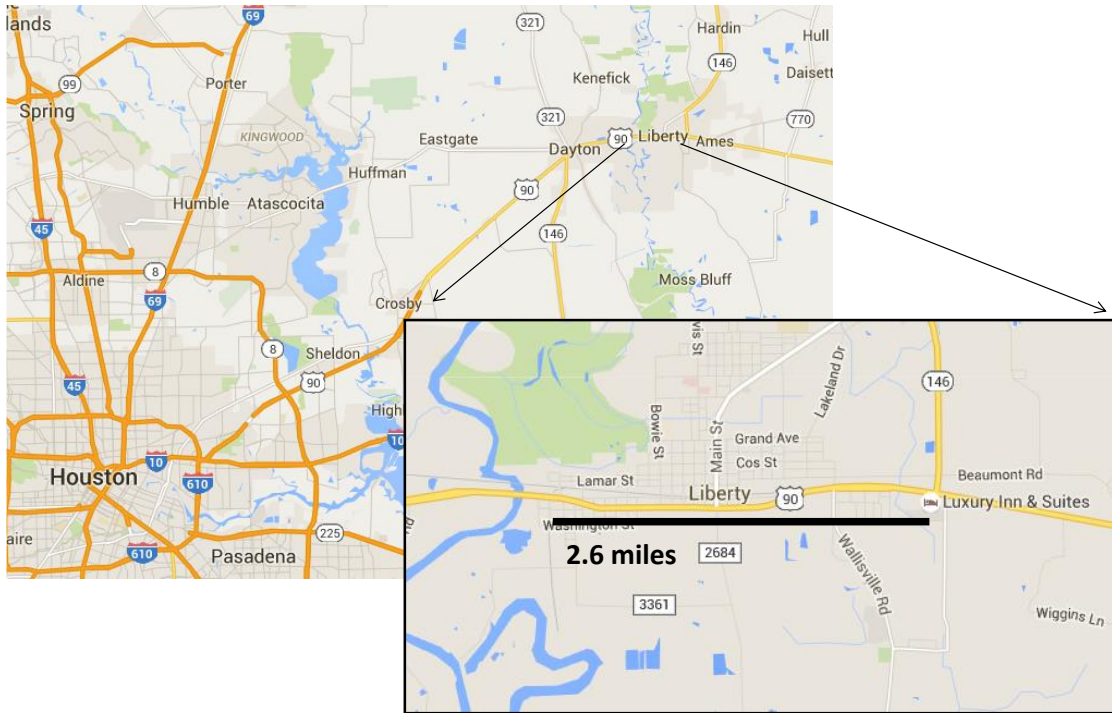 lands
69
Hardin
Hull
321
146
Kenefick
Daisett
99
Porter
Spring
321
770
KINGWOOD
Eastgate
90
Liberty
Ames
Dayton
Huffman
90
Humble
Atascocita
45
146
8
Aldine
Moss Bluff
69
Crosby
8
Sheldon
45
90
High
10
10
Houston
610
225
aire
610
Pasadena
vis St
Lakeland Dr
146
Bowie St
Main St
Grand Ave
Cos St
Lamar St
Beaumont Rd
Liberty
90
Luxury Inn & Suites
Washington St
2.6 miles
2684
Wallisville Rd
3361
Wiggins Ln